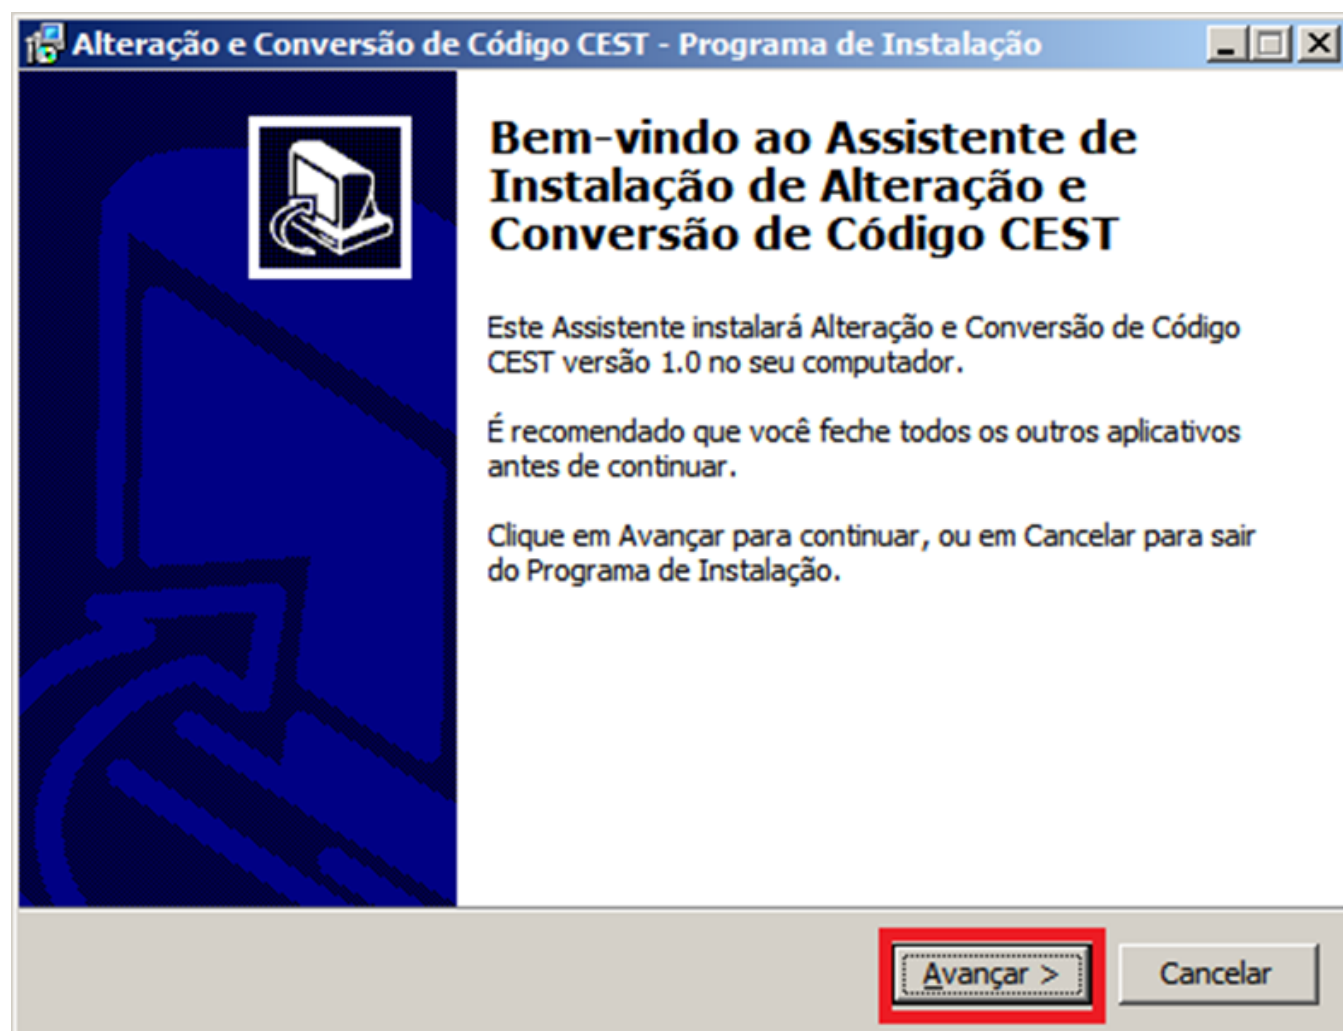 Alteração e Conversão de Código CEST - Programa de Instalação
Bem-vindo ao Assistente de
Instalação de Alteração e
Conversão de Código CEST
Este Assistente instalará Alteração e Conversão de Código
CEST versão 1.0 no seu computador.
É recomendado que você feche todos os outros aplicativos
antes de continuar.
Clique em Avançar para continuar, ou em Cancelar para sair
do Programa de Instalação.
Avançar >
Cancelar